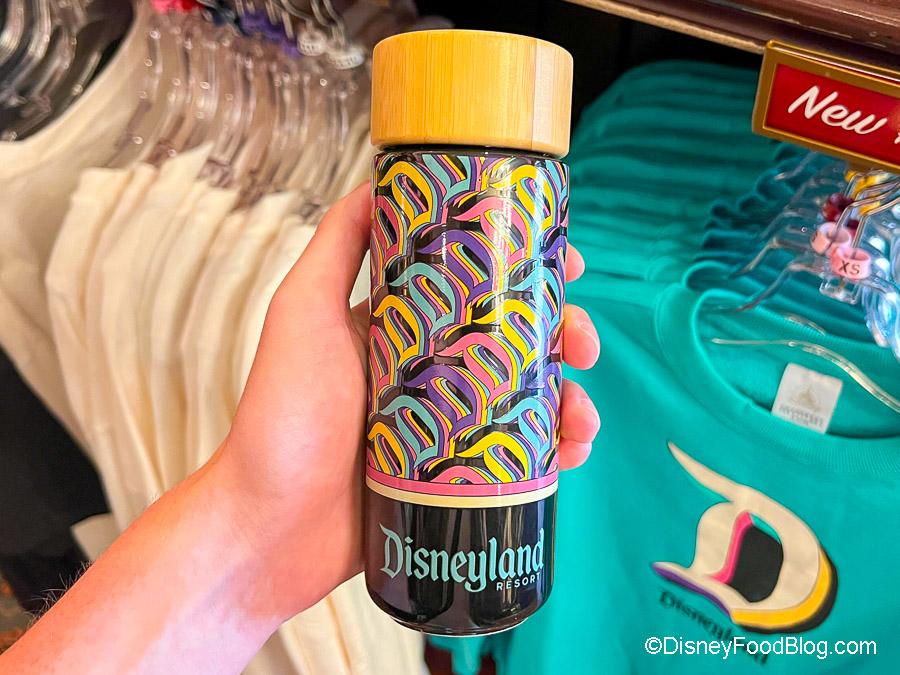 New
XS
Disneyland
RESORT
Disneyland
©DisneyFoodBlog.com